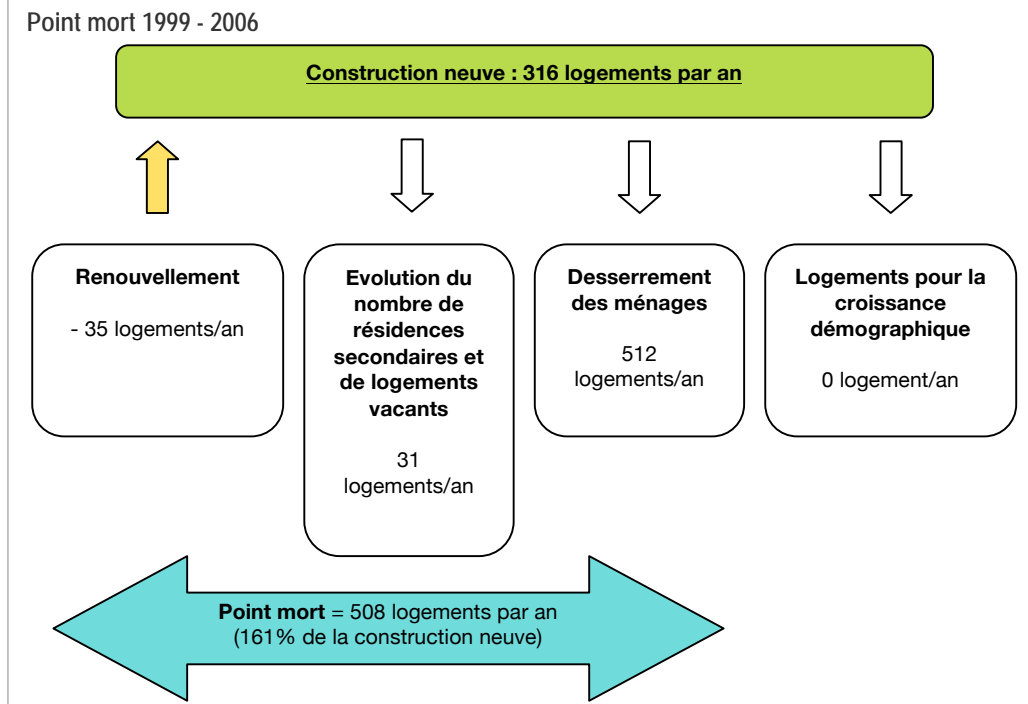 Point mort 1999 - 2006
Construction neuve : 316 logements par an
Renouvellement
- 35 logements/an
Evolution du
nombre de
résidences
secondaires et
de logements
vacants
31
logements/an
Desserrement
des ménages
512
logements/an
Logements pour la
croissance
démographique
0 logement/an
Point mort = 508 logements par an
(161% de la construction neuve)